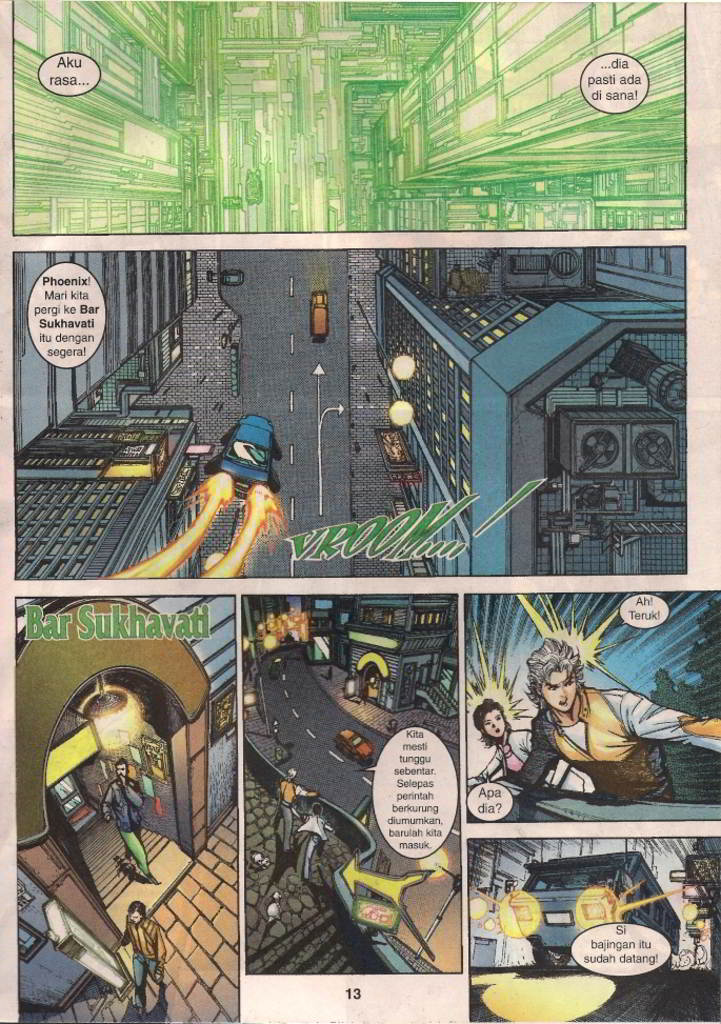 Aku
rasa...
...dia
pasti ada
di sana!
Phoenix!
Mari kita
pergi ke Bar
Sukhavati
itu dengan
segera!
VROOM....!
Bar Sukhavati
Kita
mesti
tunggu
sebentar.
Selepas
perintah
berkurung
diumumkan,
barulah kita
masuk.
Ah!
Teruk!
Apa
dia?
Si
bajingan itu
sudah datang!
13